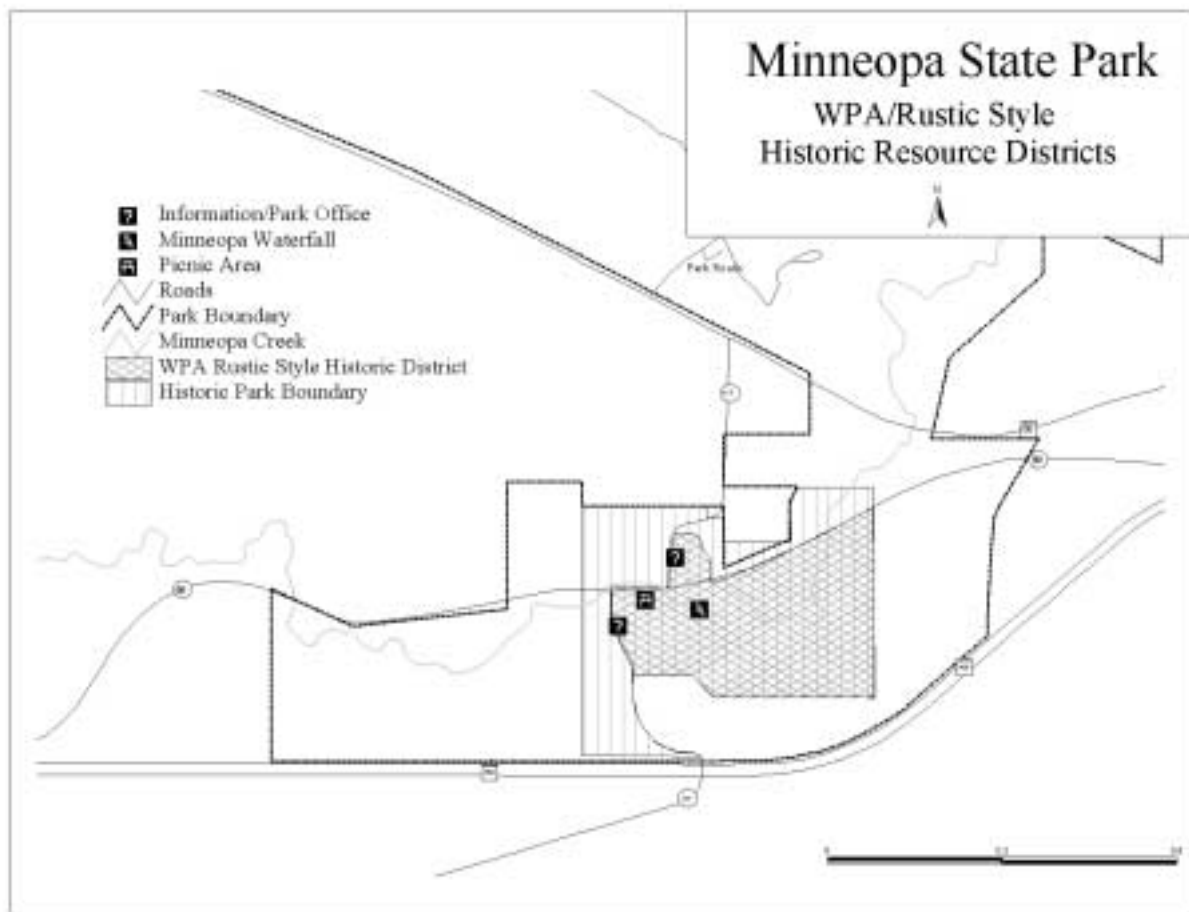 Minneopa State Park
WPA/Rustic Style
Historic Resource Districts
N
Information/Park Office
Minneopa Waterfall
Picnic Area
Roads
Park Boundary
Minneopa Creek
WPA Rustic Style Historic District
Historic Park Boundary
Park Route
? 
?
?